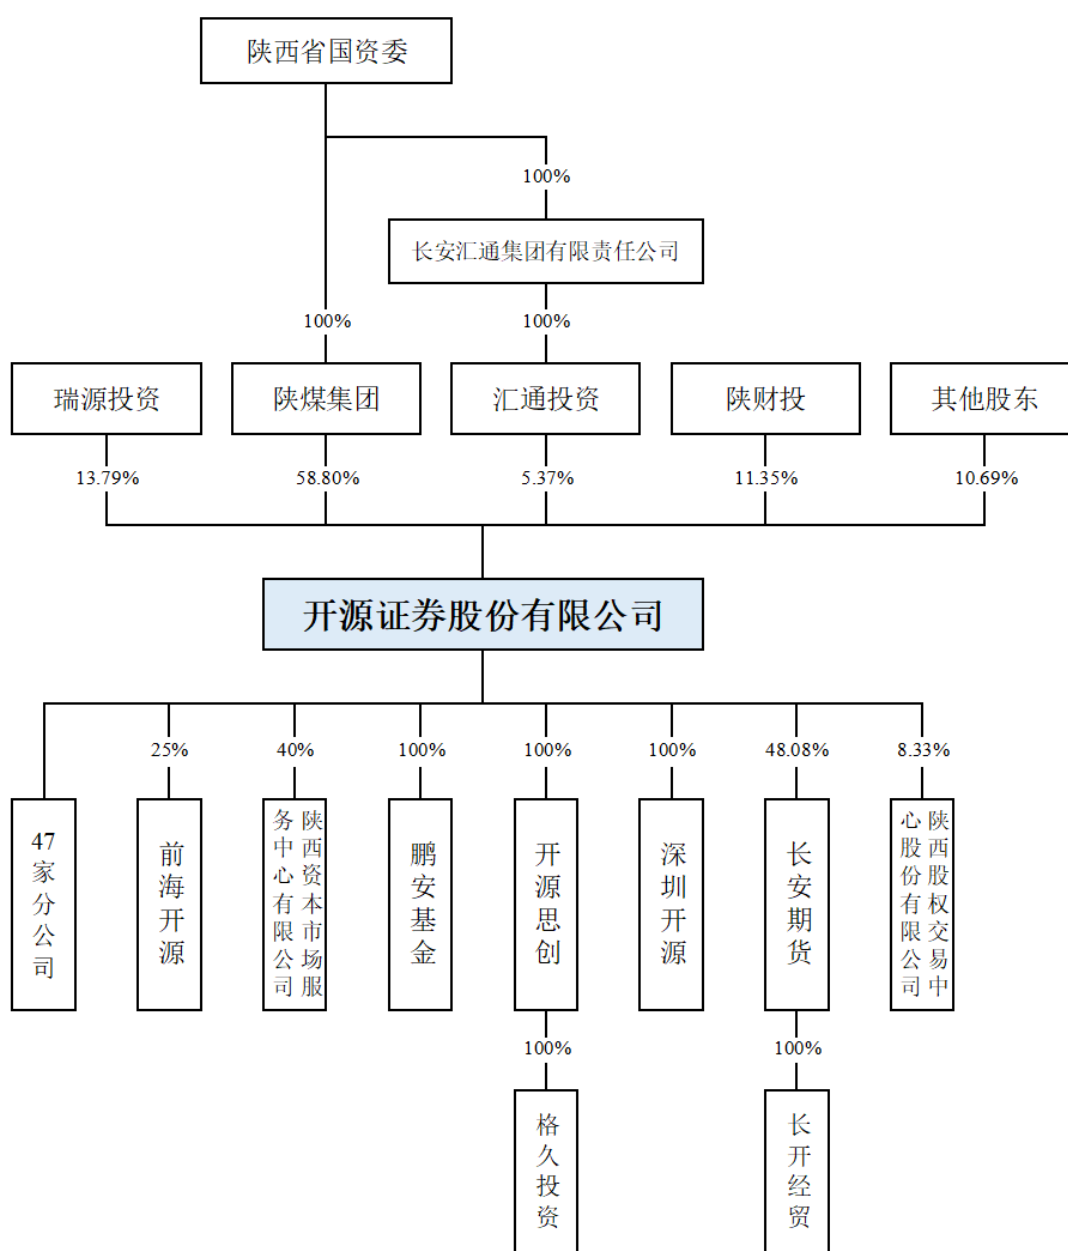 陕西省国资委
100%
长安汇通集团有限责任公司
100%
100%
瑞源投资
陕煤集团
汇通投资
陕财投
其他股东
13.79%
58.80%
5.37%
11.35%
10.69%
开源证券股份有限公司
25%
40%
100%
100%
100%
48.08%
8.33%
47家分公司
前海开源
陕西资本市场服
务中心有限公司
鹏安基金
开源思创
深圳开源
长安期货
陕西股权交易中
心股份有限公司
100%
100%
格久投资
长开经贸